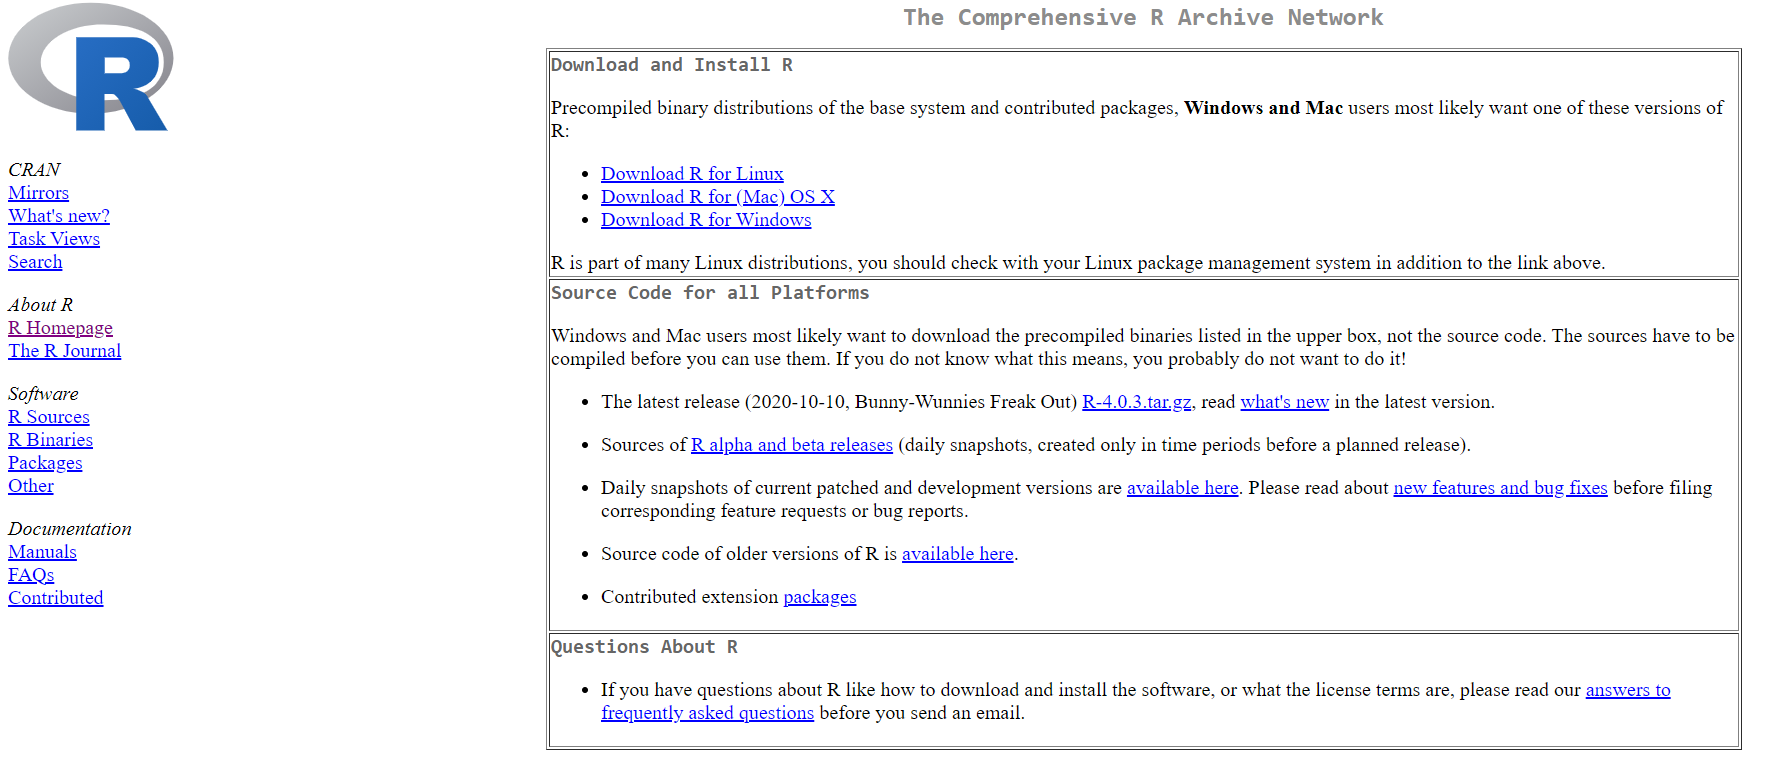 R
CRAN
Mirrors
What's new?
Task Views
Search
About R
R Homepage
The R Journal
Software
R Sources
R Binaries
Packages
Other
Documentation
Manuals
FAQs
Contributed
The Comprehensive R Archive Network
Download and Install R
Precompiled binary distributions of the base system and contributed packages, Windows and Mac users most likely want one of these versions of
R:
• Download R for Linux
• Download R for (Mac) OS X
• Download R for Windows
R is part of many Linux distributions, you should check with your Linux package management system in addition to the link above.
Source Code for all Platforms
Windows and Mac users most likely want to download the precompiled binaries listed in the upper box, not the source code. The sources have to be
compiled before you can use them. If you do not know what this means, you probably do not want to do it!
• The latest release (2020-10-10, Bunny-Wunnies Freak Out) R-4.0.3.tar.gz, read what's new in the latest version.
• Sources of R alpha and beta releases (daily snapshots, created only in time periods before a planned release).
• Daily snapshots of current patched and development versions are available here. Please read about new features and bug fixes before filing
corresponding feature requests or bug reports.
• Source code of older versions of R is available here.
• Contributed extension packages
Questions About R
• If you have questions about R like how to download and install the software, or what the license terms are, please read our answers to
frequently asked questions before you send an email.